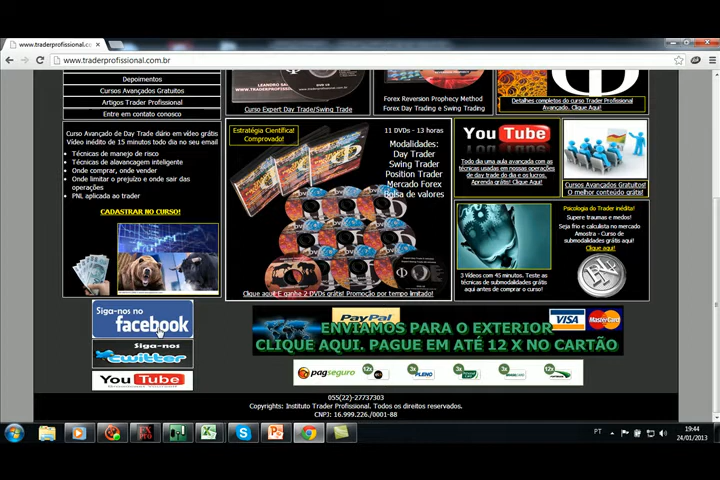 www.traderprofissional.co
www.traderprofissional.com.br
Depoimentos
Cursos Avançados Gratuitos
Artigos Trader Profissional
Entre em contato conosco
Curso Avançado de Day Trade diário em vídeo grátis
Vídeo inédito de 15 minutos todo dia no seu email
Técnicas de manejo de risco
Técnicas de alavancagem inteligente
Onde comprar, onde vender
Onde limitar o prejuízo e onde sair das
operações
PNL aplicada ao trader
CADASTRAR NO CURSO!
Siga-nos no
facebook
Siga-nos
twitter
YouTube
Curso Expert Day Trade/Swing Trade
Forex Reversion Prophecy Method
Forex Day Trading e Swing Trading
Detalhes completos do curso Trader Profissional
Avançado. Clique Aqui!
Estratégia Científica!
Comprovado!
11 DVDs - 13 horas
Modalidades:
Day Trader
Swing Trader
Position Trader
Mercado Forex
Bolsa de valores
Clique aqui! E ganhe 2 DVDs grátis! Promoção por tempo limitado!
YouTube
Todo dia uma aula avançada com as
técnicas usadas em nossas operações
de day trade do dia e os lucros.
Aprenda grátis! Clique Aqui!
Cursos Avançados Gratuitos!
O melhor conteúdo grátis!
3 Vídeos com 45 minutos. Teste as
técnicas de submodalidades grátis
aqui antes de comprar o curso!
Psicologia do Trader inédita!
Supere traumas e medos!
Seja frio e calculista no mercado
Amostra - Curso de
submodalidades grátis aqui!
Clique aqui!
PayPal
VISA
MasterCard
ENVIAMOS PARA O EXTERIOR
CLIQUE AQUI. PAGUE EM ATÉ 12 X NO CARTÃO
pagseguro
12x
3x
PLENO
3x
3x
12x
055(22)-27737303
Copyrights: Instituto Trader Profissional. Todos os direitos reservados.
CNPJ: 16.999.226./0001-88
PT
19:44
24/01/2013